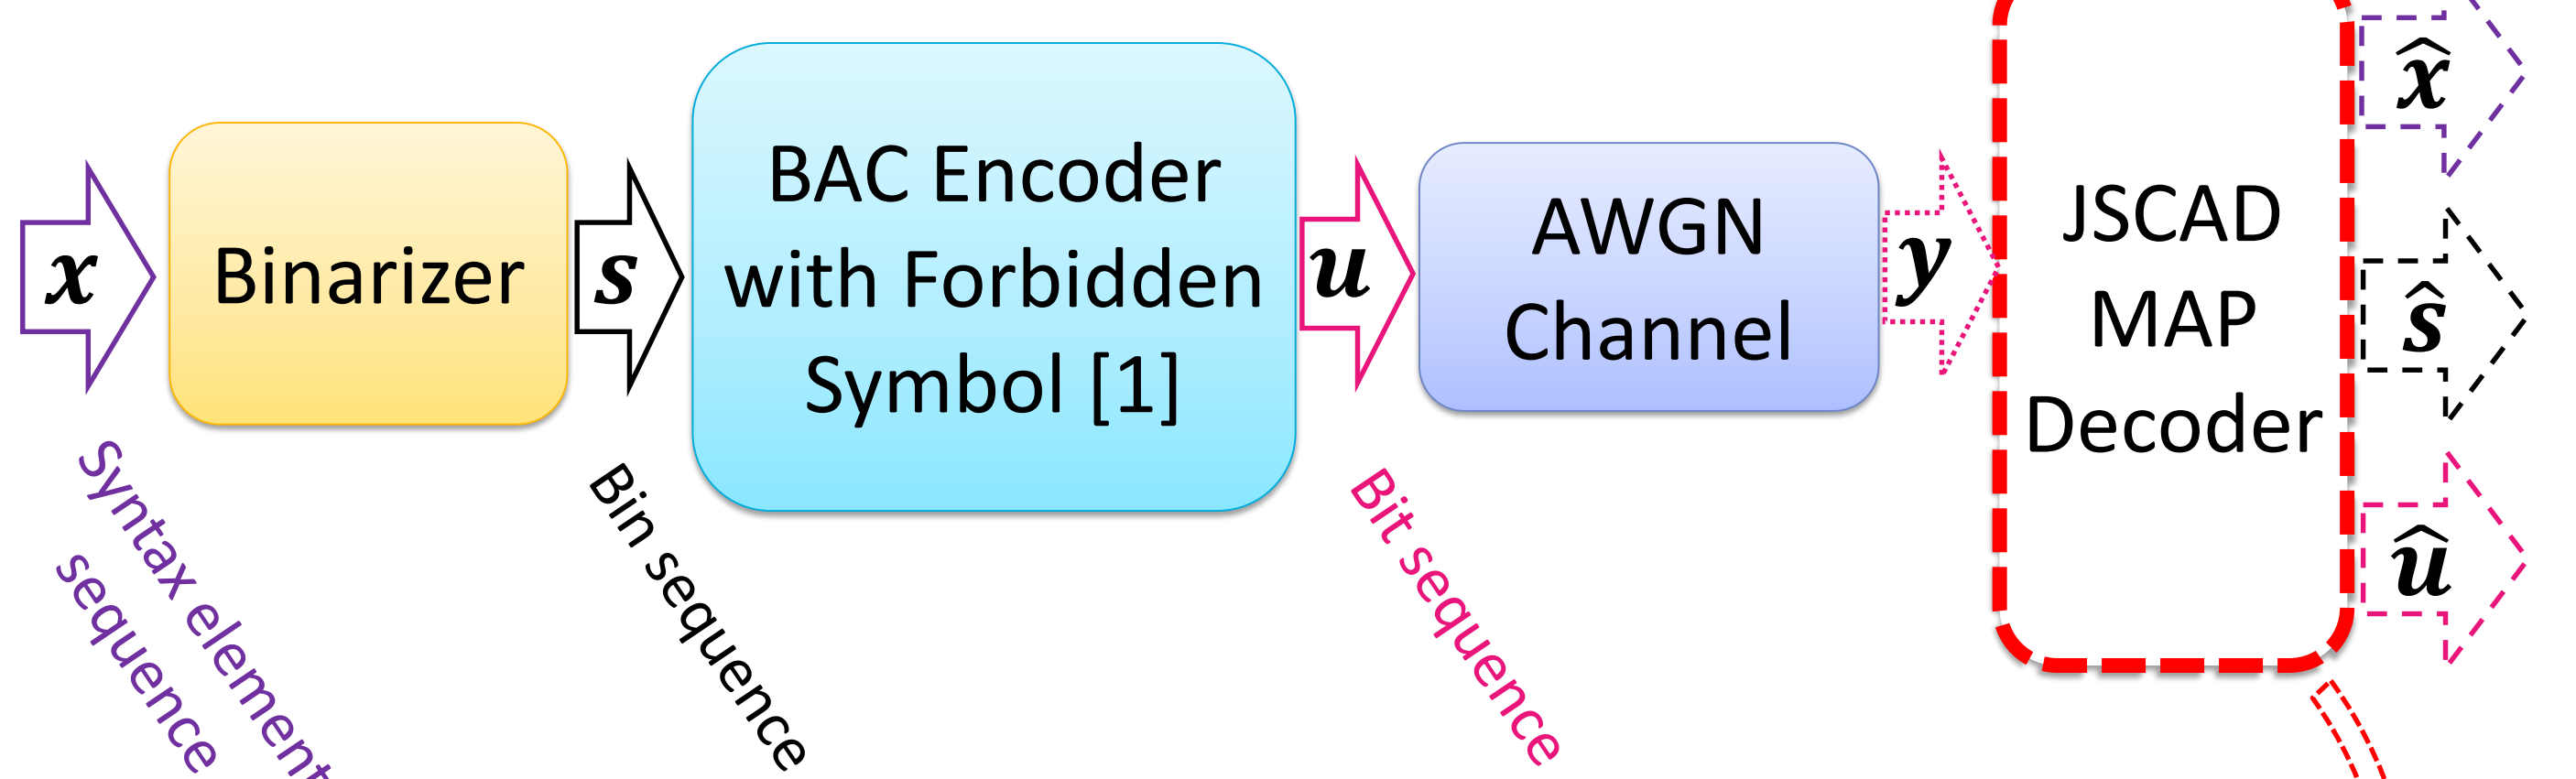 x
Binarizer
s
BAC Encoder
with Forbidden
Symbol [1]
u
AWGN
Channel
y
JSCAD
MAP
Decoder
x̂
ŝ
û
Syntax element
sequence
Bin sequence
Bit sequence